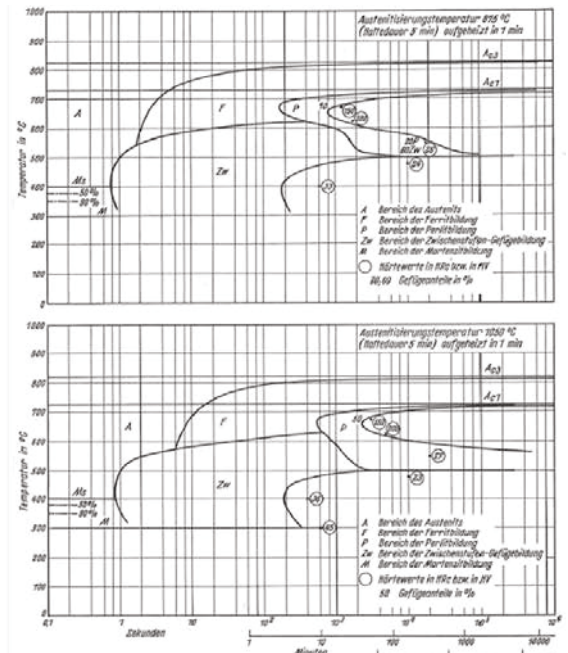 Austenitisierungstemperatur 875 °C
(Haltedauer 5 min) aufgeheizt in 1 min
Temperatur in °C
1000
900
800
700
600
500
400
300
200
100
0
Ac3
Ac1
A
F
P
10
Zw
Ms
50%
90%
M
33
A Bereich des Austenits
F Bereich der Ferritbildung
P Bereich der Perlitbildung
Zw Bereich der Zwischenstufen-Gefügebildung
M Bereich der Martensitbildung
Härtewerte in HRc bzw. in HV
Gefügeanteile in %
Austenitisierungstemperatur 1050 °C
(Haltedauer 5 min) aufgeheizt in 1 min
Temperatur in °C
1000
900
800
700
600
500
400
300
200
100
0
Ac3
Ac1
A
F
P
50
27
23
Zw
Ms
50%
90%
M
A Bereich des Austenits
F Bereich der Ferritbildung
P Bereich der Perlitbildung
Zw Bereich der Zwischenstufen-Gefügebildung
M Bereich der Martensitbildung
Härtewerte in HRc bzw. in HV
50 Gefügeanteile in %
0,1 1 10
Sekunden
1 10 100 1000 10000
Minuten